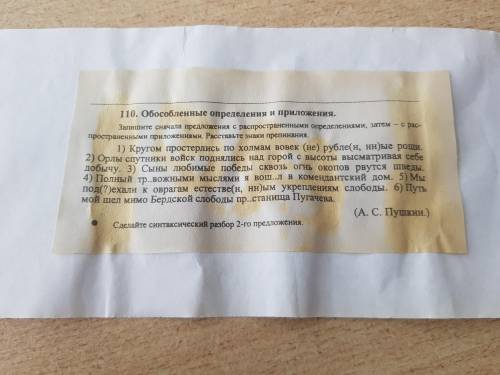 110. Обособленные определения и приложения.
Запишите сначала предложения с распространенными определениями, затем – с рас-
пространенными приложениями. Расставьте знаки препинания.
1) Кругом простерлись по холмам вовек (не) рубле(н, нн)ые рощи.
2) Орлы спутники войск поднялись над горой с высоты высматривая себе
добычу. 3) Сыны любимые победы сквозь огнь окопов рвутся шведы.
4) Полный тр..вожными мыслями я вош..л в комендантский дом. 5) Мы
под(?)ехали к оврагам естестве(н, нн)ым укреплениям слободы. 6) Путь
мой шел мимо Бердской слободы пр..станища Пугачева.
(А. С. Пушкин.)
• Сделайте синтаксический разбор 2-го предложения.